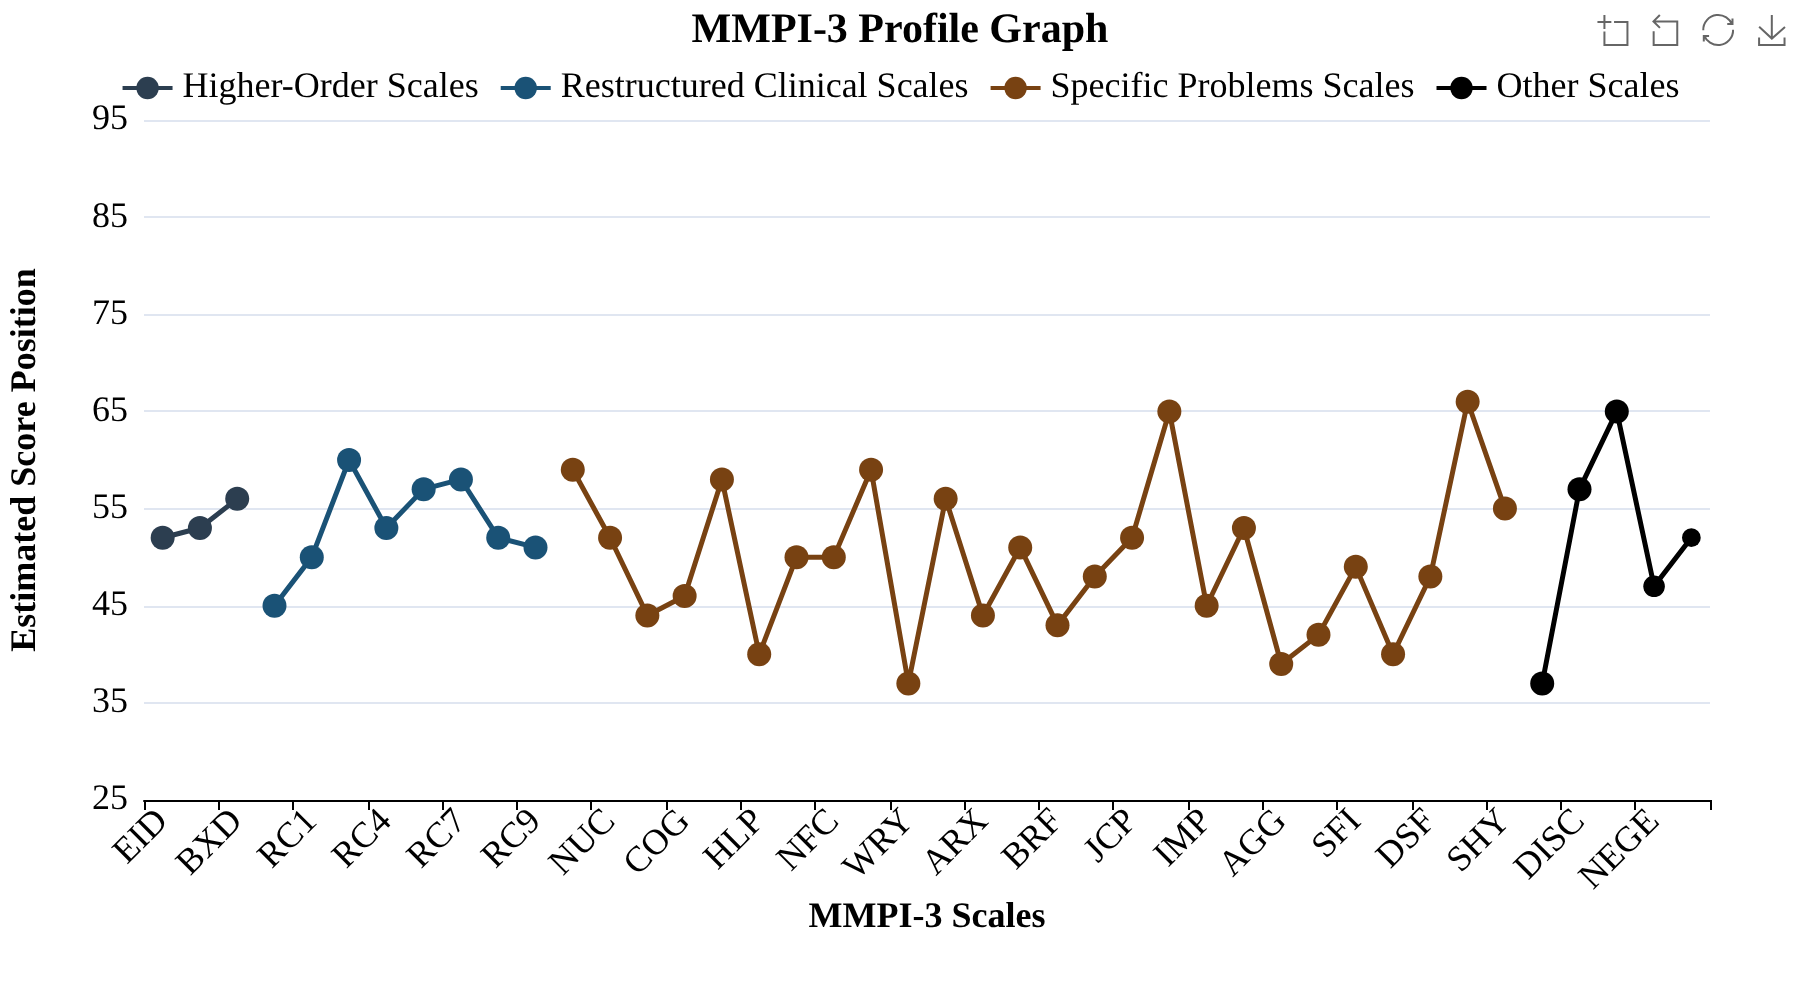 MMPI-3 Profile Graph
Higher-Order Scales Restructured Clinical Scales Specific Problems Scales Other Scales
95
85
75
65
55
45
35
25
Estimated Score Position
EID BXD RC1 RC4 RC7 RC9 NUC COG HLP NFC WRY ARX BRF JCP IMP AGG SFI DSF SHY DISC NEGE
MMPI-3 Scales